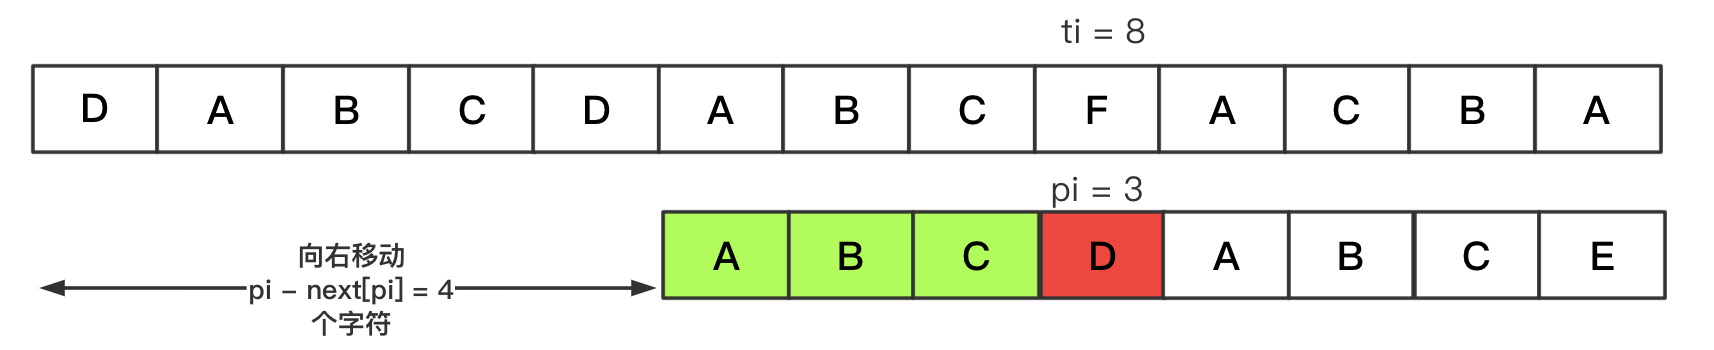 ti = 8
D A B C D A B C F A C B A
pi = 3
A B C D A B C E
向右移动
pi – next[pi] = 4
个字符